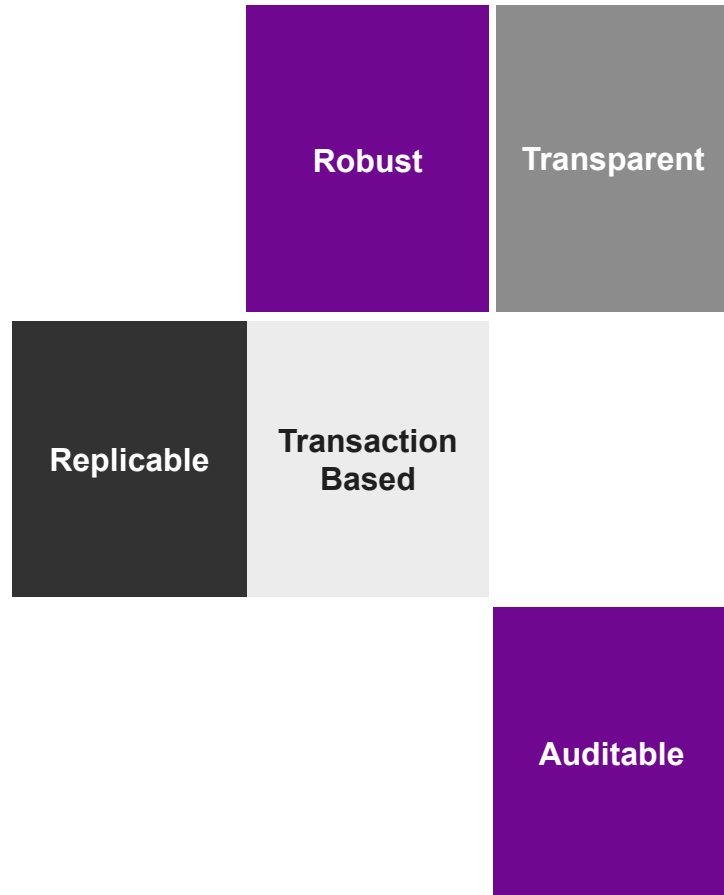 Robust
Transparent
Replicable
Transaction
Based
Auditable